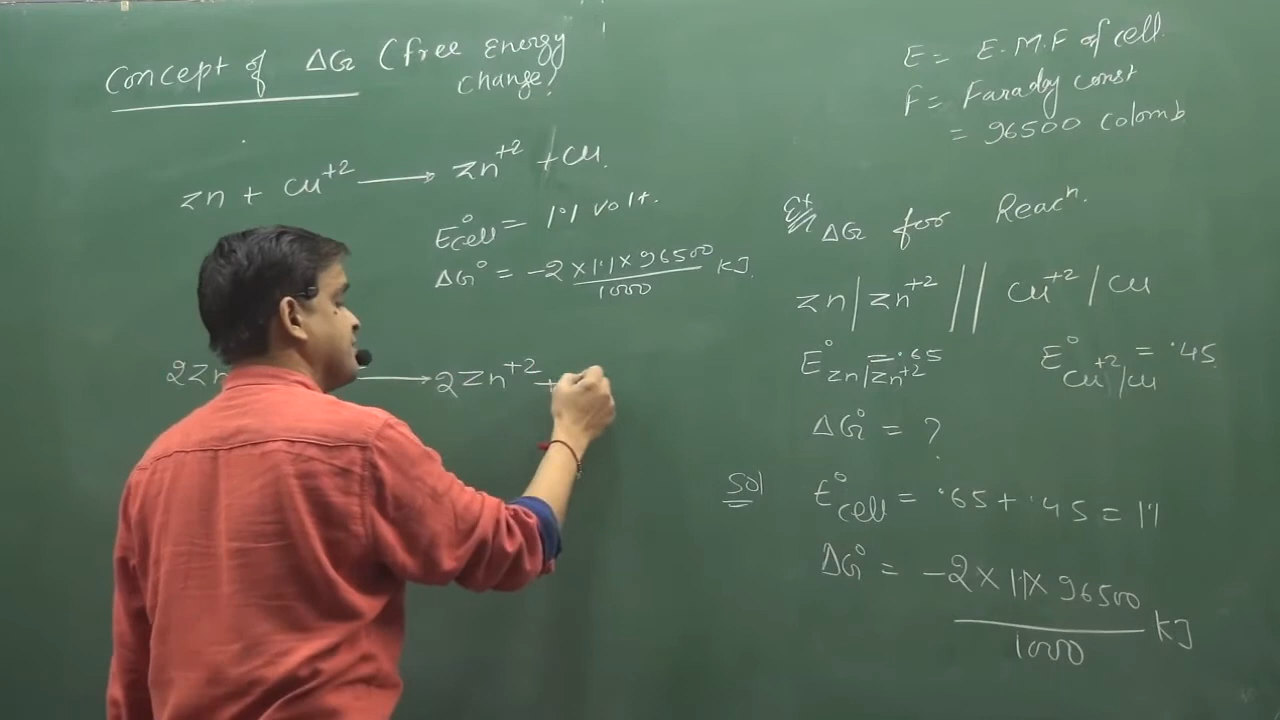 Concept of ΔG (free energy
change)
Zn + Cu+2 ⟶ Zn+2 + Cu
E°cell = 1.1 volt.
ΔG° = -2 × 1.1 × 96500 / 1000 KJ
2Zn ⟶ 2Zn+2 +
E = E.M.F of cell
F = Faraday const
= 96500 Colomb
Ex ΔG for Reacn.
Zn/Zn+2 // Cu+2/Cu
E°Zn/Zn+2 = .65 E°Cu+2/Cu = .45
ΔG° = ?
Sol E°cell = .65 + .45 = 1.1
ΔG° = -2 × 1.1 × 96500 / 1000 KJ